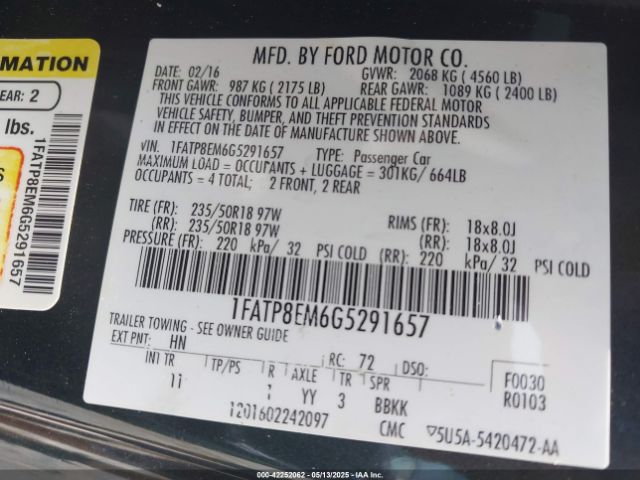 MATION
EAR: 2
lbs.
1FATP8EM6G5291657
MFD. BY FORD MOTOR CO.
DATE: 02/16 GVWR: 2068 KG ( 4560 LB)
FRONT GAWR: 987 KG ( 2175 LB) REAR GAWR: 1089 KG ( 2400 LB)
THIS VEHICLE CONFORMS TO ALL APPLICABLE FEDERAL MOTOR
VEHICLE SAFETY, BUMPER, AND THEFT PREVENTION STANDARDS
IN EFFECT ON THE DATE OF MANUFACTURE SHOWN ABOVE.
VIN: 1FATP8EM6G5291657 TYPE: Passenger Car
MAXIMUM LOAD = OCCUPANTS + LUGGAGE = 301KG/ 664LB
OCCUPANTS = 4 TOTAL; 2 FRONT, 2 REAR
TIRE (FR): 235/50R18 97W RIMS (FR): 18x8.0J
(RR): 235/50R18 97W (RR): 18x8.0J
PRESSURE (FR): 220 kPa/ 32 PSI COLD (RR): 220 kPa/ 32 PSI COLD
1FATP8EM6G5291657
TRAILER TOWING - SEE OWNER GUIDE
EXT PNT: HN RC: 72 DSO: F0030
R0103
INT TR TP/PS R AXLE TR SPR
11 1 YY 3 BBKK
1201602242097 CMC 5U5A-5420472-AA
000-42252062 - 05/13/2025 - IAAI.COM